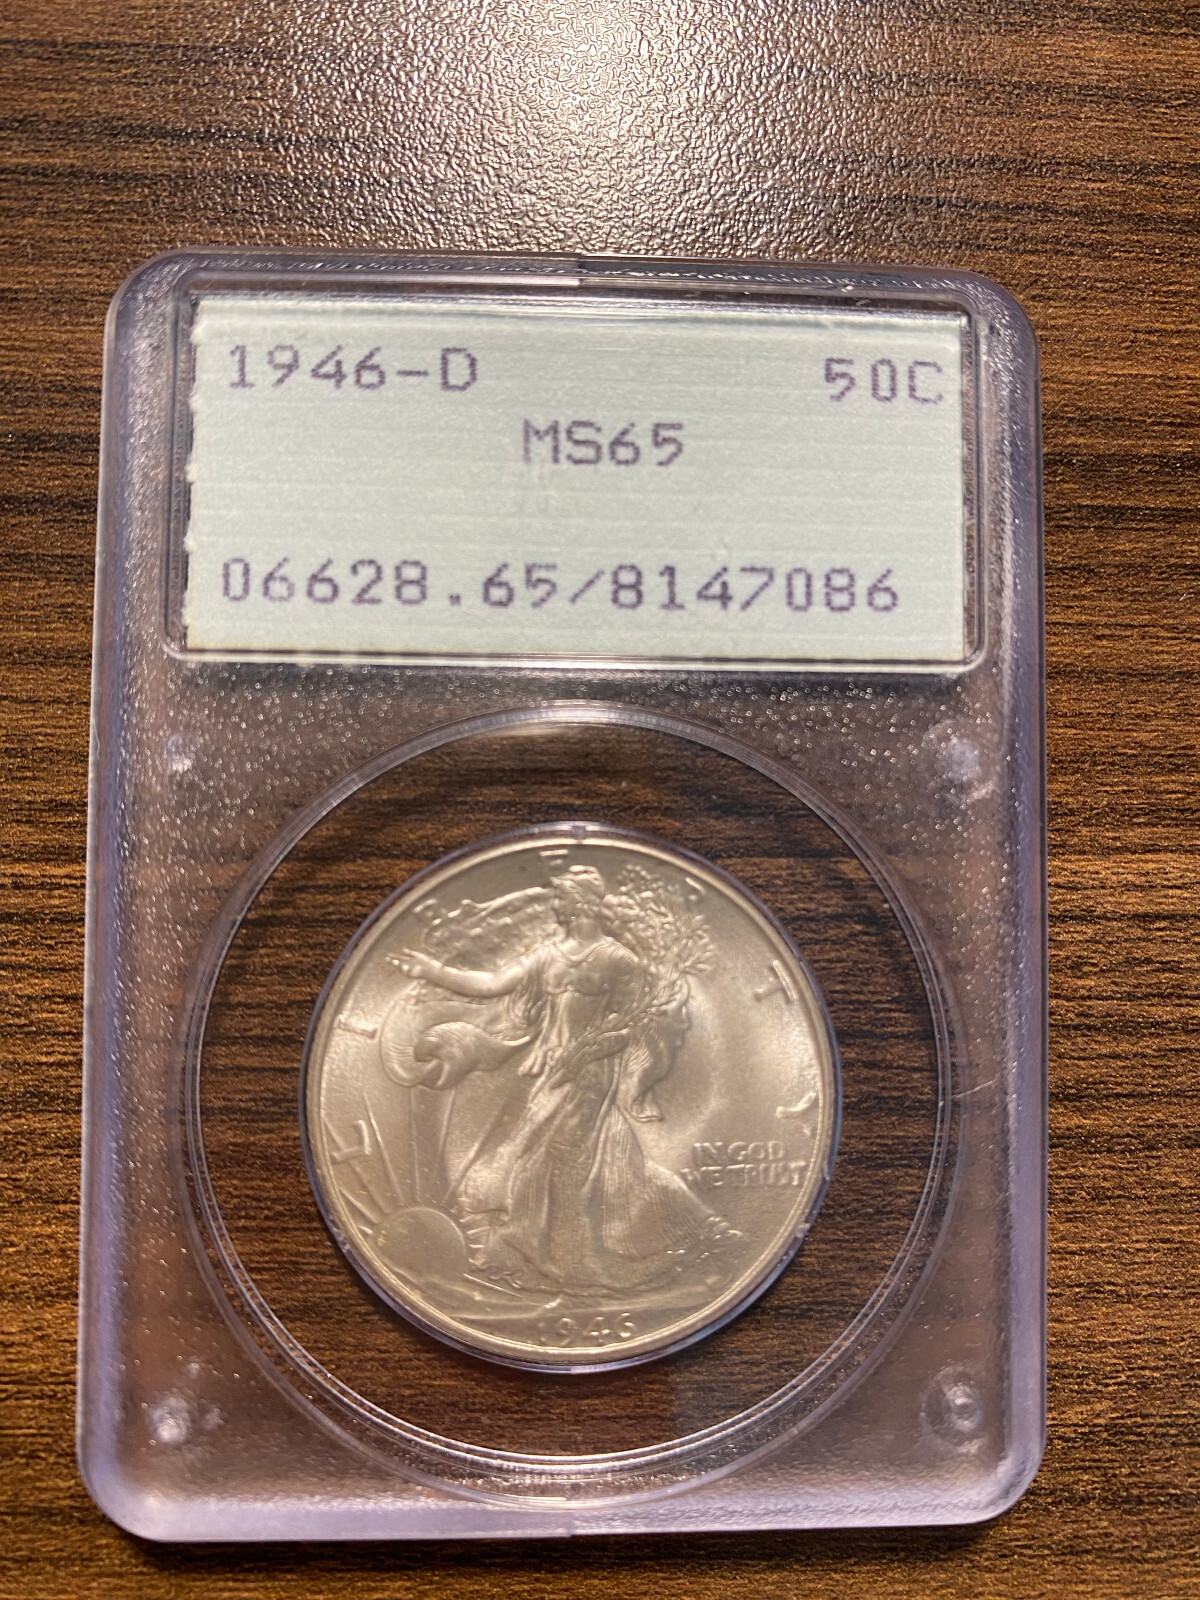 1946-D 50C
MS65
06628.65/8147086
LIBERTY
IN GOD
WE TRUST
1946